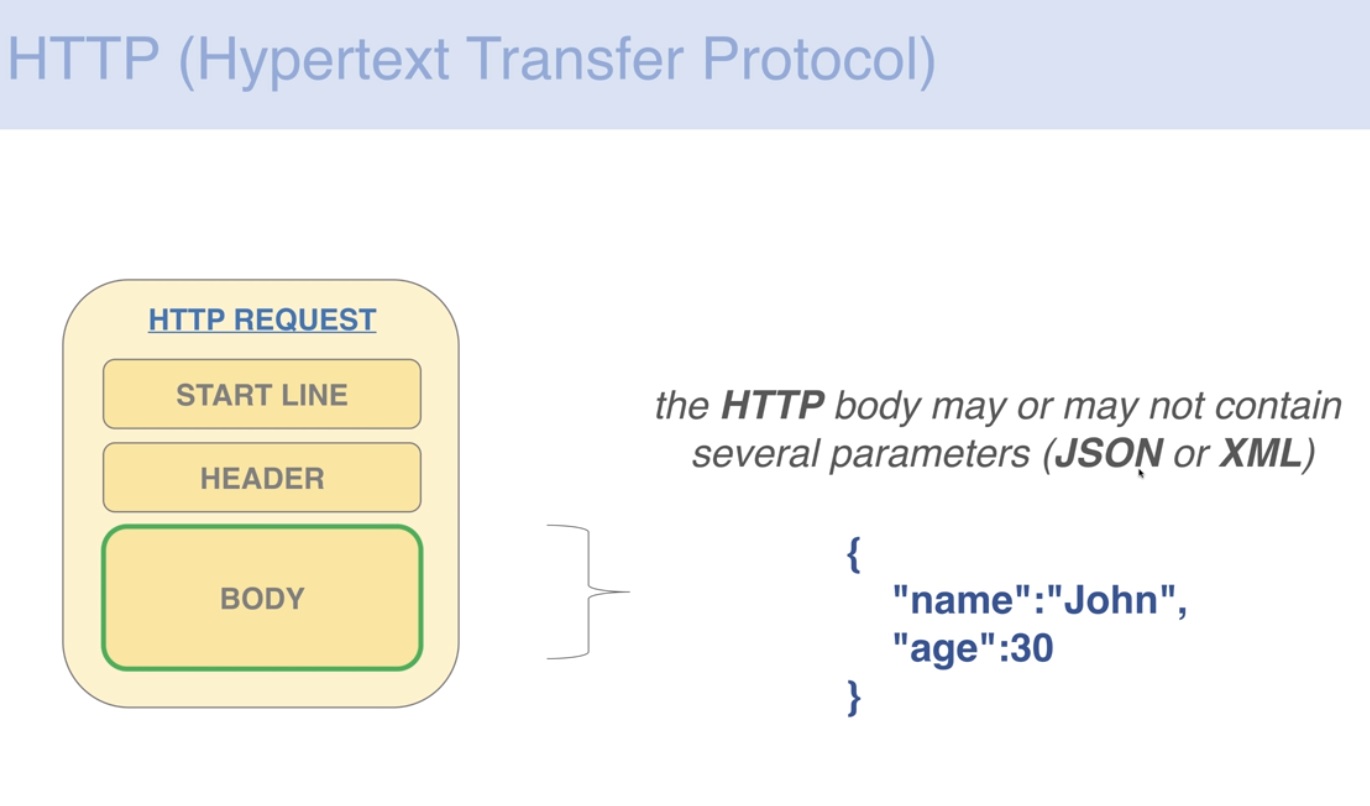 HTTP (Hypertext Transfer Protocol)
HTTP REQUEST
START LINE
HEADER
BODY
the HTTP body may or may not contain
several parameters (JSON or XML)
{
"name":"John",
"age":30
}